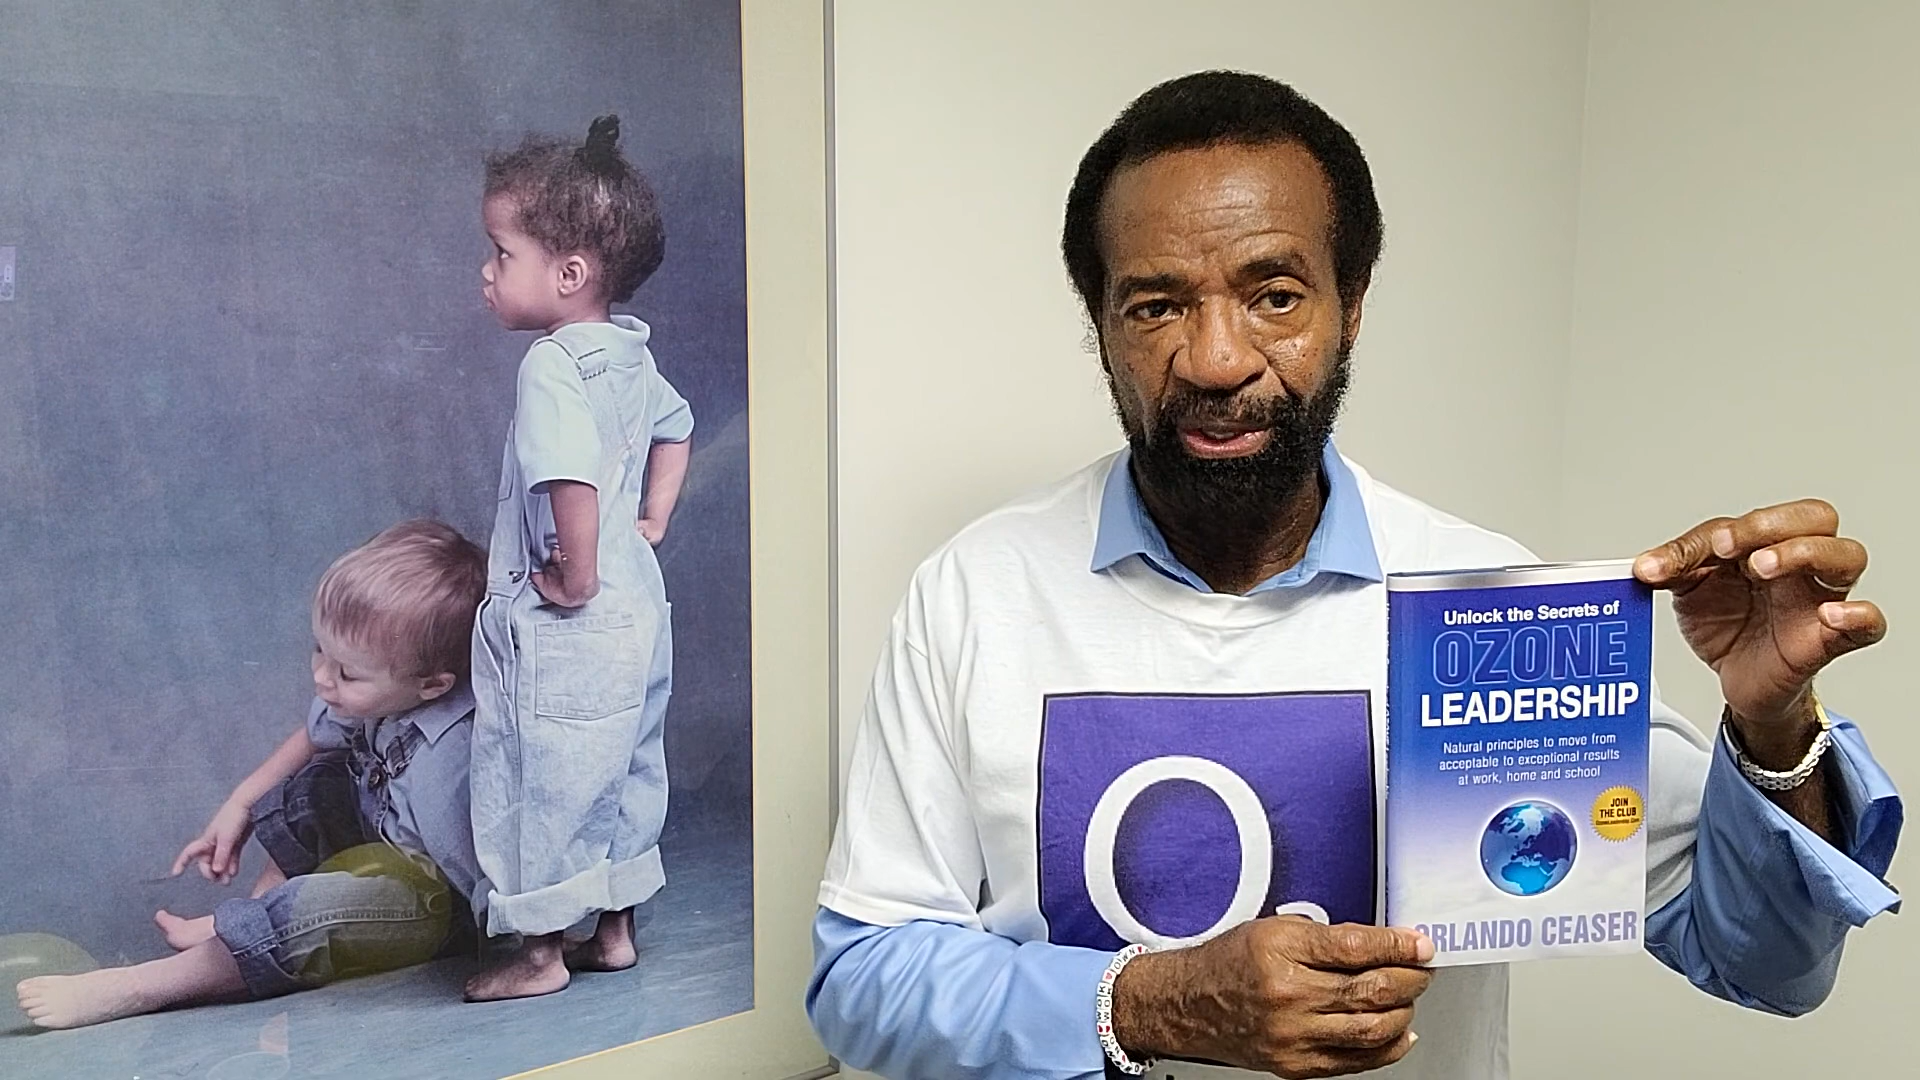 Unlock the Secrets of
OZONE
LEADERSHIP
Natural principles to move from
acceptable to exceptional results
at work, home and school
JOIN
THE CLUB
ORLANDO CEASER
O